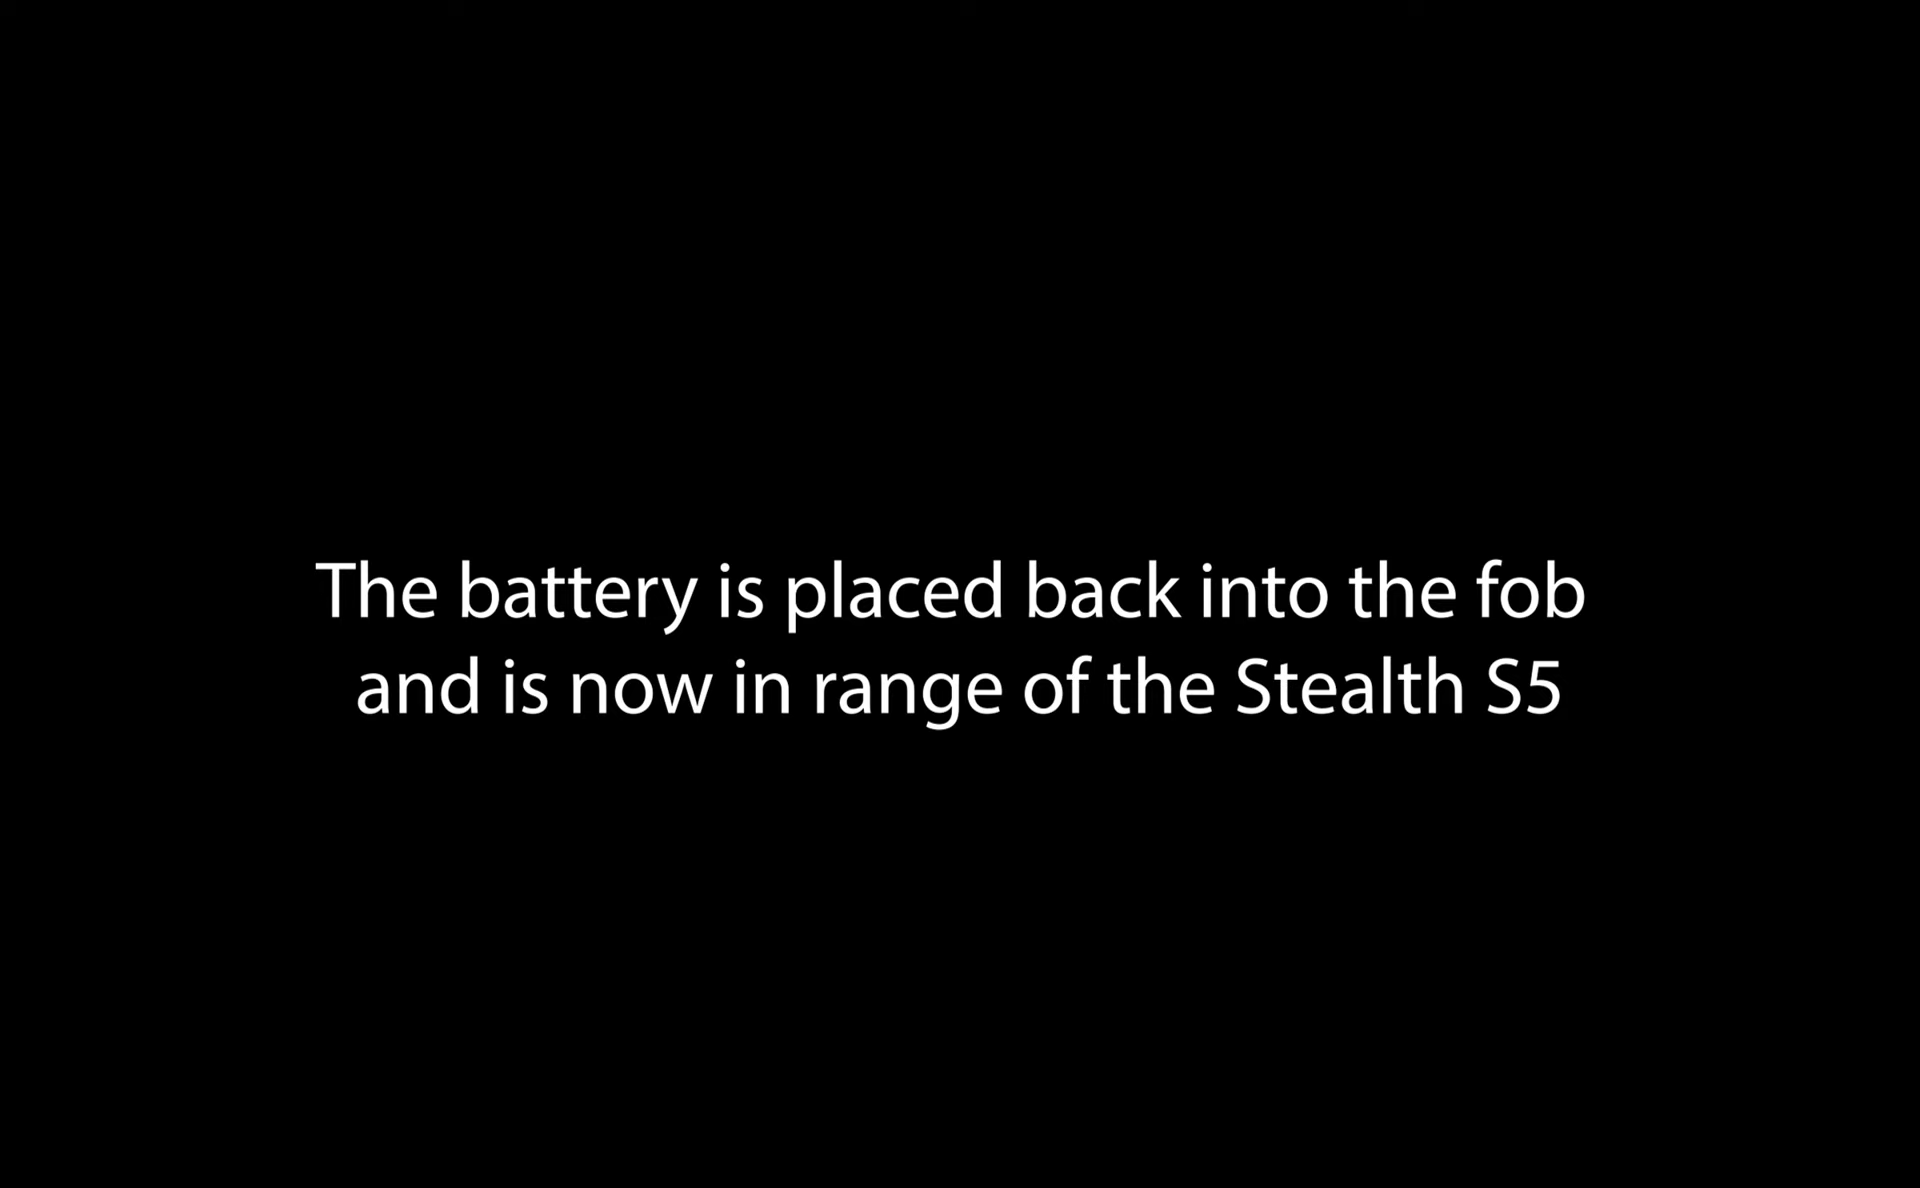 The battery is placed back into the fob
and is now in range of the Stealth S5